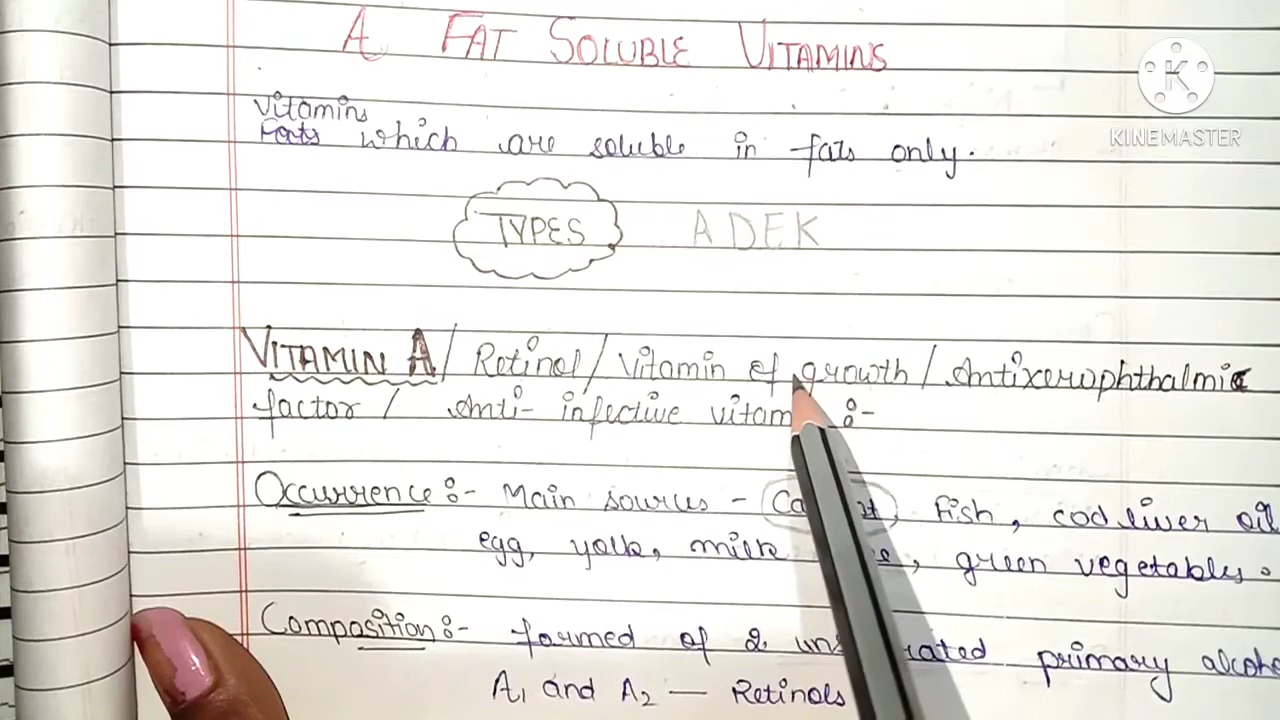 A. FAT SOLUBLE VITAMINS
KINEMASTER
Vitamins
Fats which are soluble in fats only.
TYPES A D E K
VITAMIN A / Retinol / Vitamin of growth / Antixerophthalmic
factor / Anti-infective vitam :-
Occurrence :- Main sources - Fish, cod liver oil
egg, yolk, milk , green vegetables.
Composition :- formed of 2 primary
A1 and A2 — Retinols